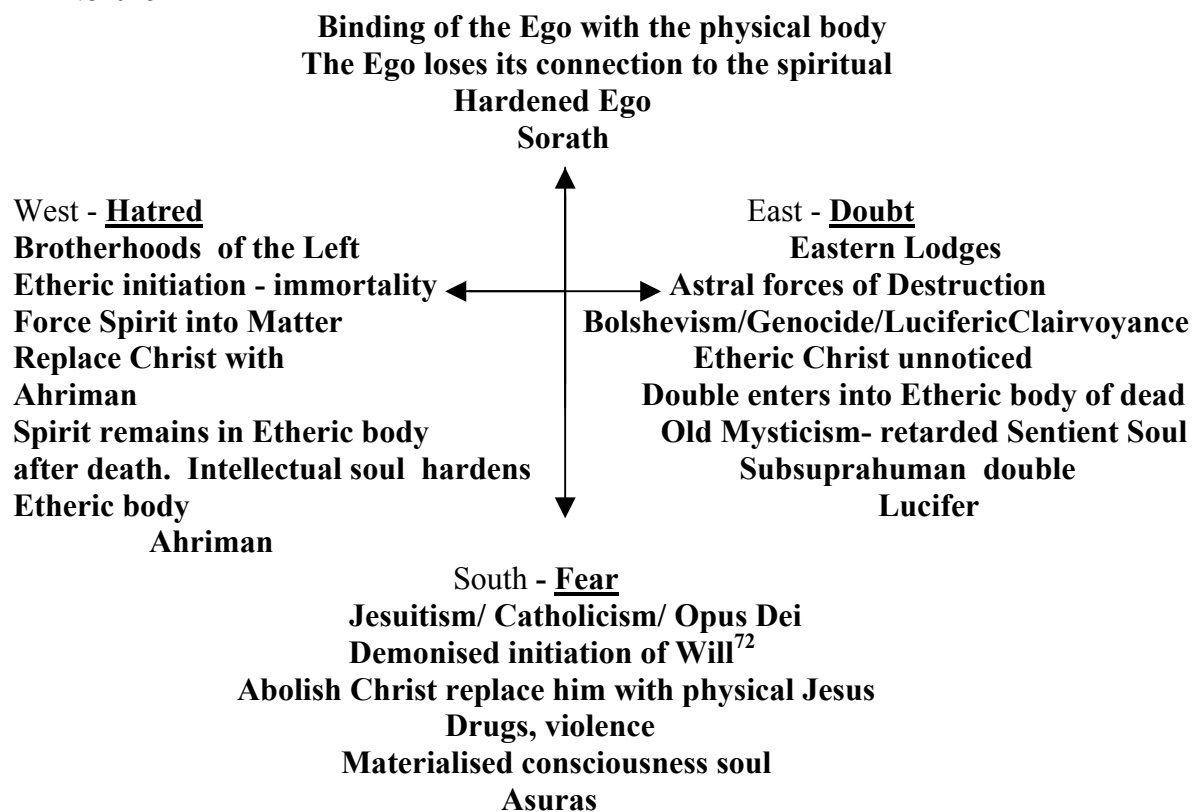 Binding of the Ego with the physical body
The Ego loses its connection to the spiritual
Hardened Ego
Sorath
West - Hatred
Brotherhoods of the Left
Etheric initiation - immortality
Force Spirit into Matter
Replace Christ with
Ahriman
Spirit remains in Etheric body
after death. Intellectual soul hardens
Etheric body
Ahriman
East - Doubt
Eastern Lodges
Astral forces of Destruction
Bolshevism/Genocide/LucifericClairvoyance
Etheric Christ unnoticed
Double enters into Etheric body of dead
Old Mysticism- retarded Sentient Soul
Subsuprahuman double
Lucifer
South - Fear
Jesuitism/ Catholicism/ Opus Dei
Demonised initiation of Will72
Abolish Christ replace him with physical Jesus
Drugs, violence
Materialised consciousness soul
Asuras